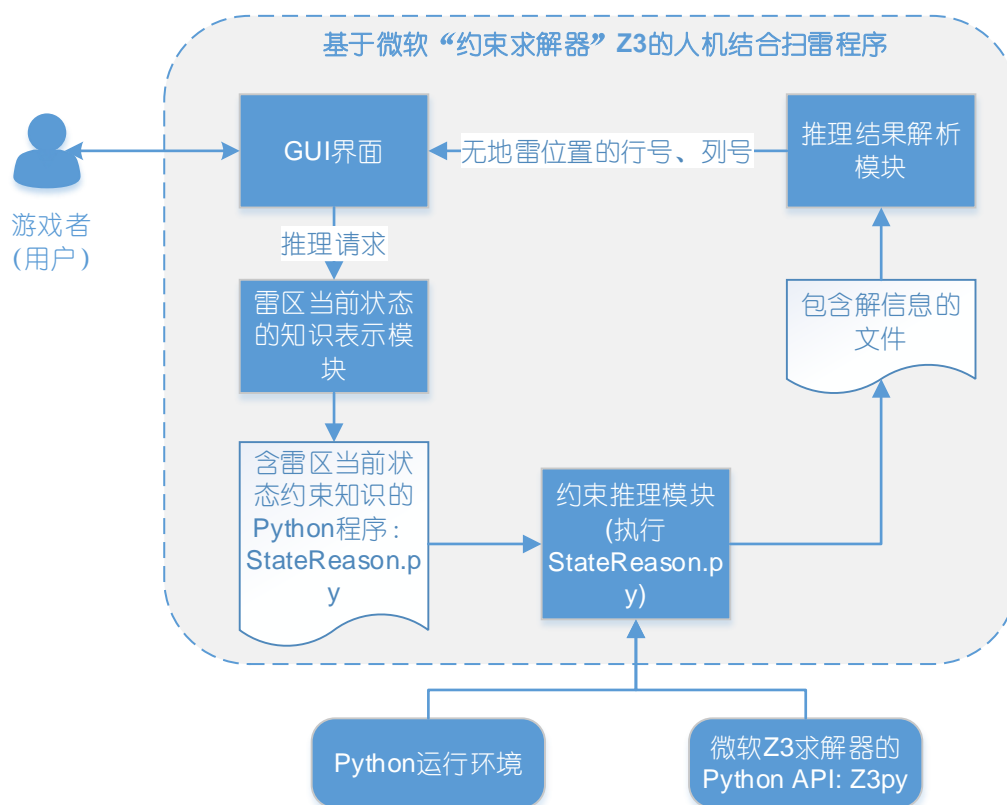 基于微软“约束求解器”Z3的人机结合扫雷程序
游戏者
(用户)
GUI界面
无地雷位置的行号、列号
推理结果解析
模块
推理请求
雷区当前状态
的知识表示模
块
包含解信息的
文件
含雷区当前状
态约束知识的
Python程序：
StateReason.p
y
约束推理模块
(执行
StateReason.p
y)
Python运行环境
微软Z3求解器的
Python API: Z3py